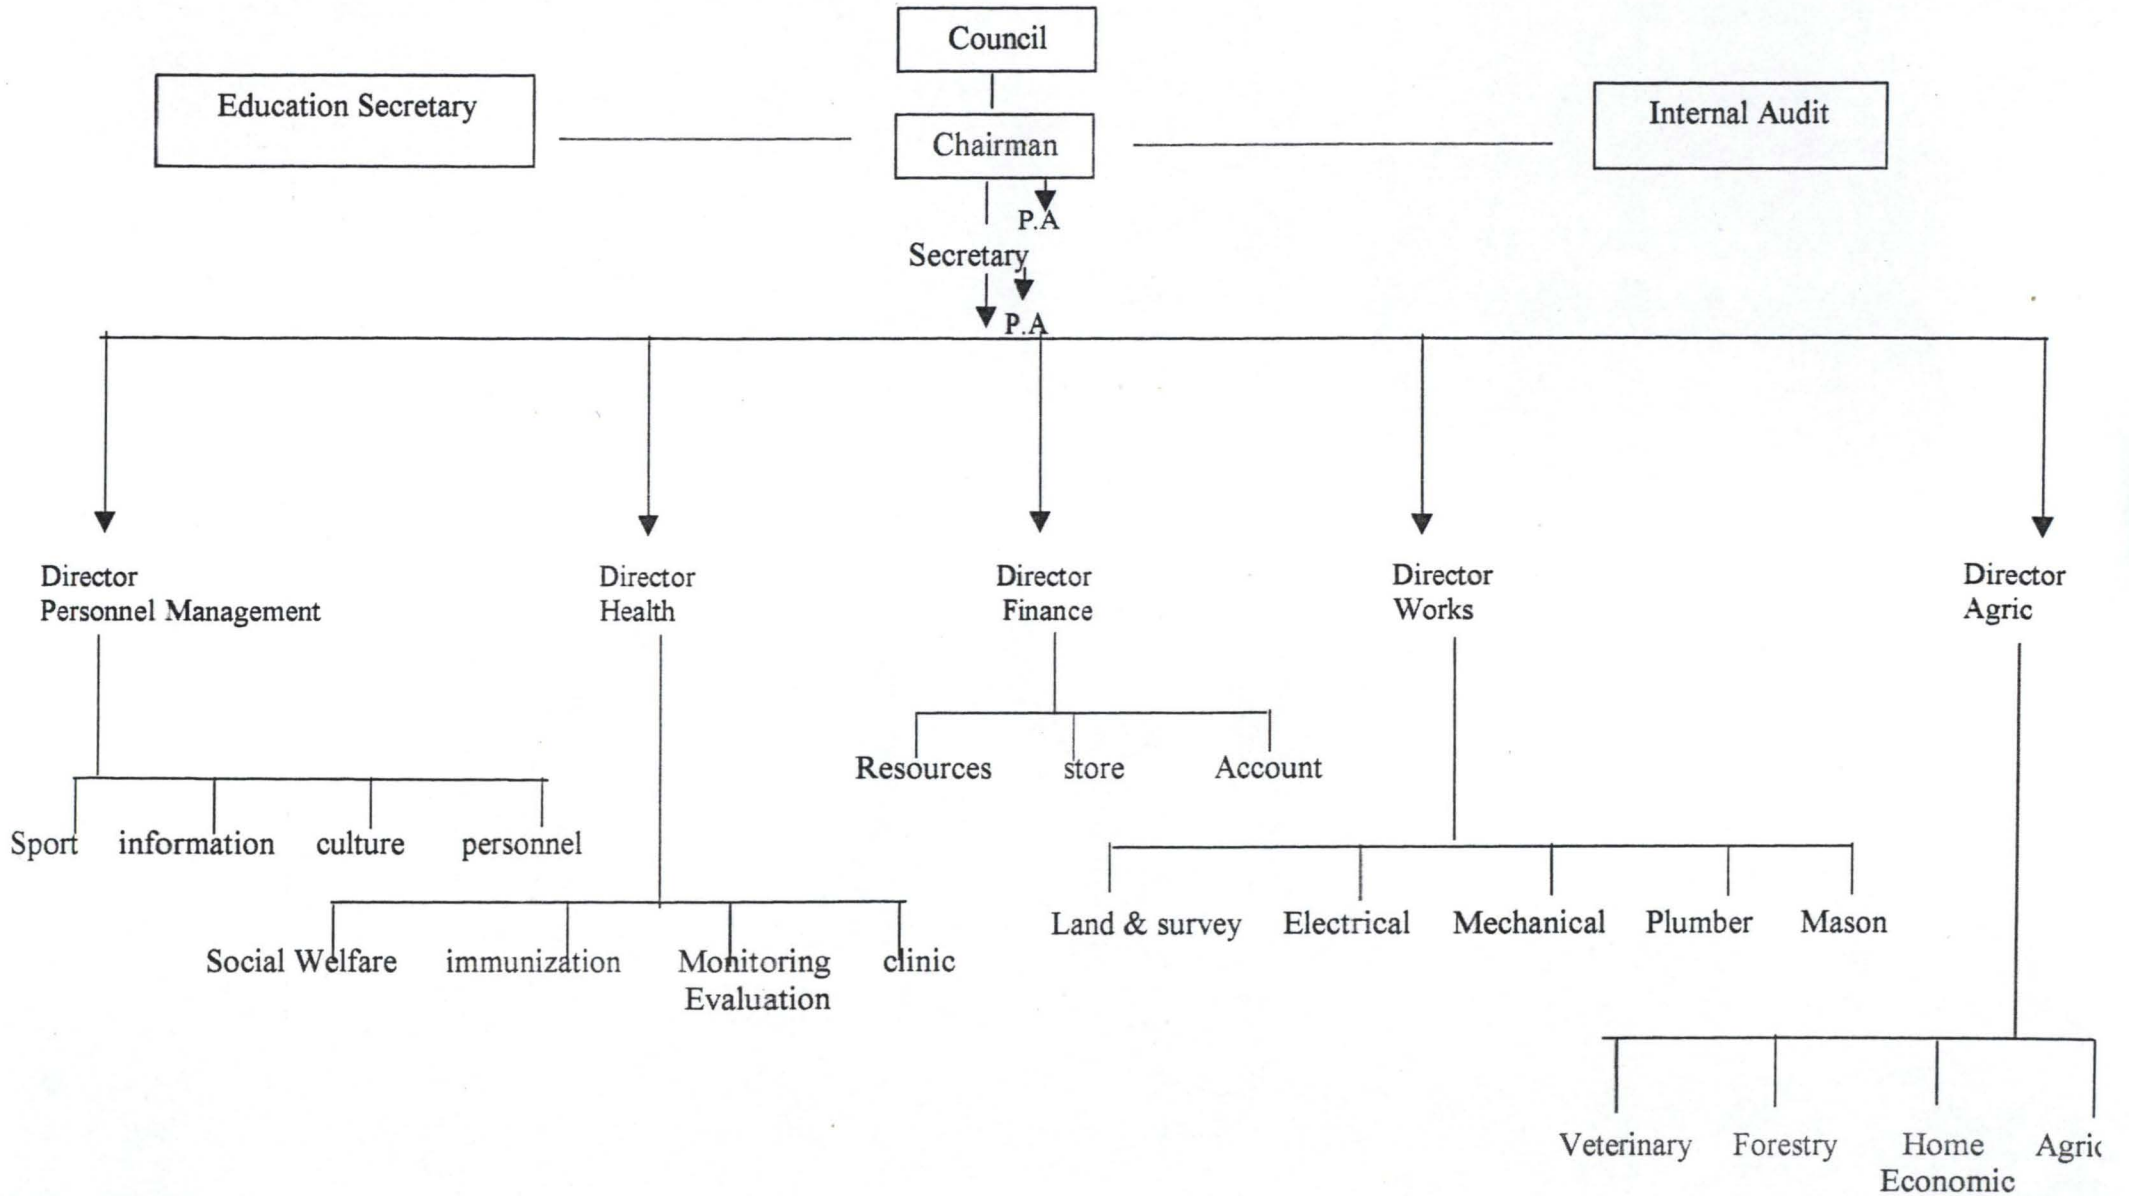 Council
Education Secretary
Internal Audit
Chairman
P.A
Secretary
P.A
Director
Personnel Management
Director
Health
Director
Finance
Director
Works
Director
Agric
Resources
store
Account
Sport
information
culture
personnel
Land & survey
Electrical
Mechanical
Plumber
Mason
Social Welfare
immunization
Monitoring
Evaluation
clinic
Veterinary
Forestry
Home
Economic
Agric